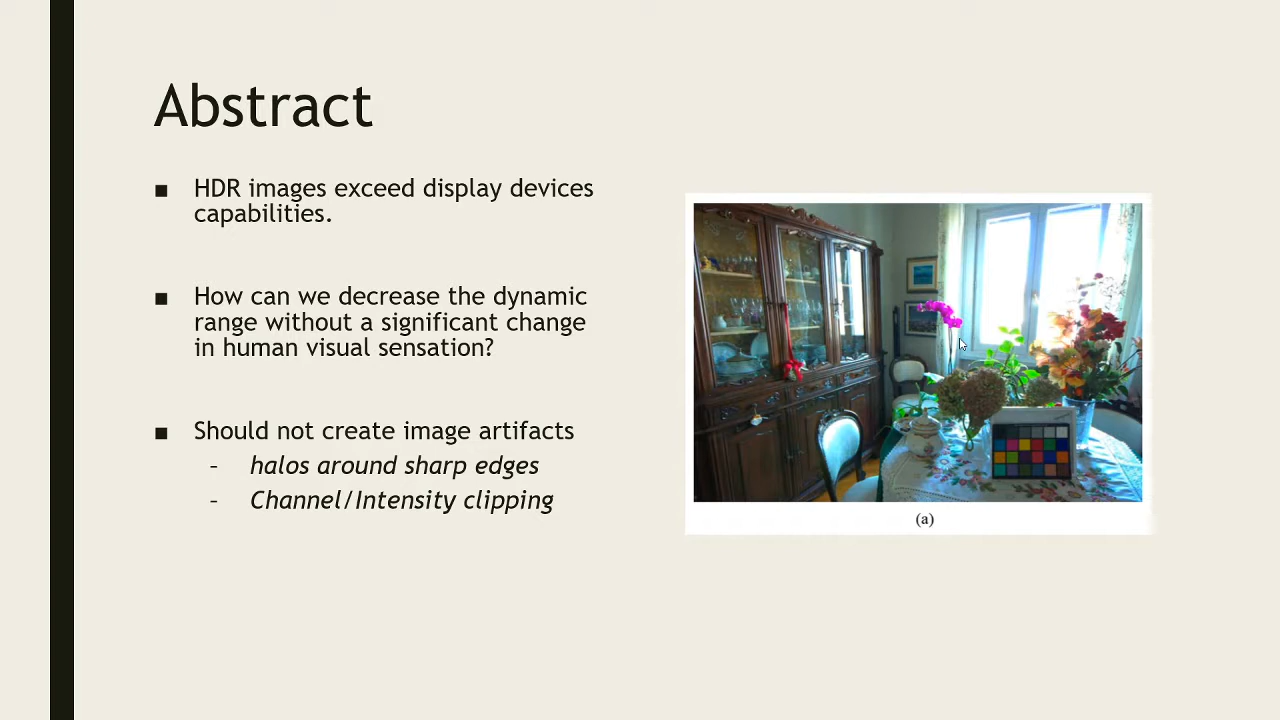 Abstract
■ HDR images exceed display devices
capabilities.
■ How can we decrease the dynamic
range without a significant change
in human visual sensation?
■ Should not create image artifacts
– halos around sharp edges
– Channel/Intensity clipping
(a)